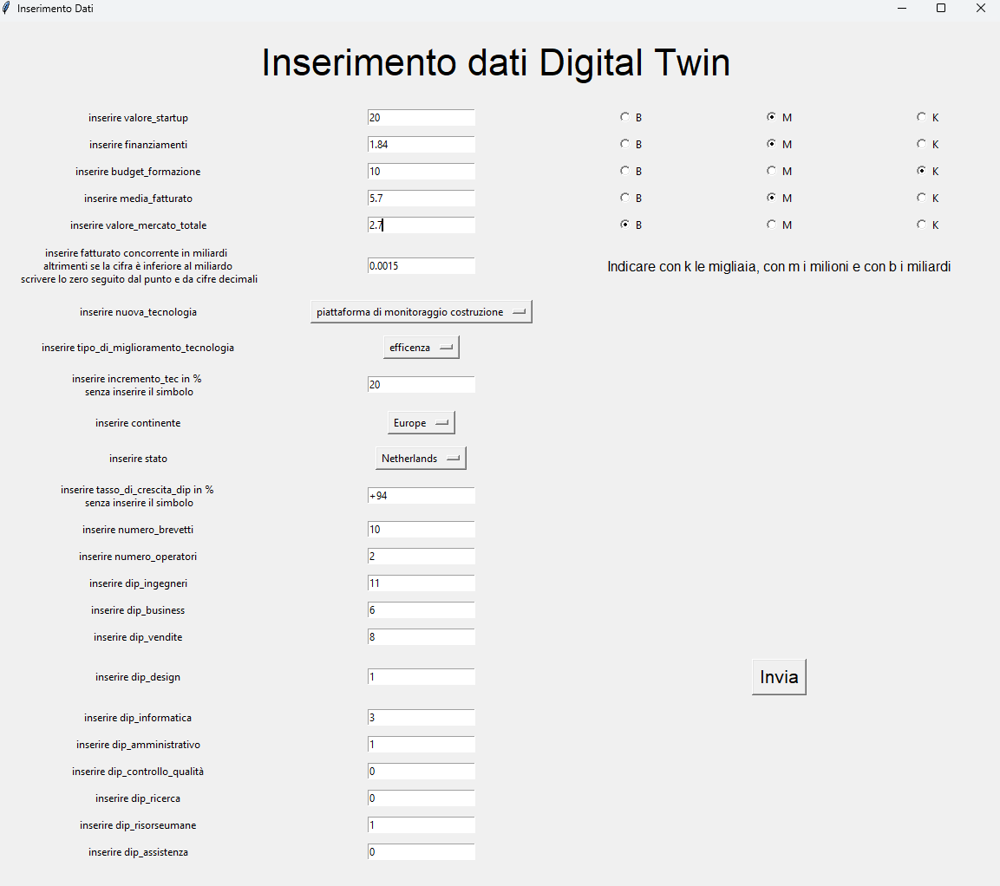 Inserimento Dati
Inserimento dati Digital Twin
inserire valore_startup 20 B M K
inserire finanziamenti 1.84 B M K
inserire budget_formazione 10 B M K
inserire media_fatturato 5.7 B M K
inserire valore_mercato_totale 2.7 B M K
inserire fatturato concorrente in miliardi
altrimenti se la cifra è inferiore al miliardo
scrivere lo zero seguito dal punto e da cifre decimali
0.0015
Indicare con k le migliaia, con m i milioni e con b i miliardi
inserire nuova_tecnologia piattaforma di monitoraggio costruzione
inserire tipo_di_miglioramento_tecnologia efficenza
inserire incremento_tec in %
senza inserire il simbolo
20
inserire continente Europe
inserire stato Netherlands
inserire tasso_di_crescita_dip in %
senza inserire il simbolo
+94
inserire numero_brevetti 10
inserire numero_operatori 2
inserire dip_ingegneri 11
inserire dip_business 6
inserire dip_vendite 8
inserire dip_design 1 Invia
inserire dip_informatica 3
inserire dip_amministrativo 1
inserire dip_controllo_qualità 0
inserire dip_ricerca 0
inserire dip_risorseumane 1
inserire dip_assistenza 0